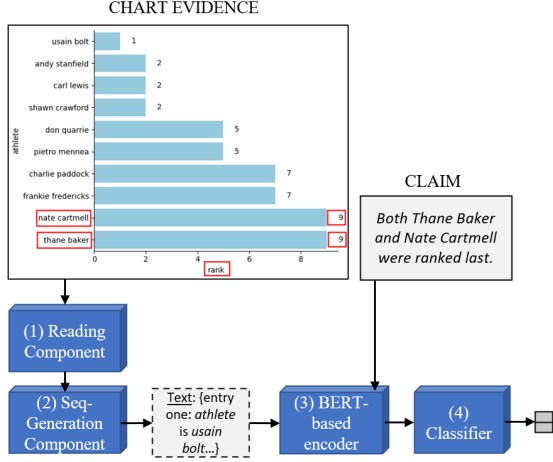 CHART EVIDENCE
usain bolt 1
andy stanfield 2
carl lewis 2
shawn crawford 2
don quarrie 5
pietro mennea 5
charlie paddock 7
frankie fredericks 7
nate cartmell 9
thane baker 9
athlete
0 2 4 6 8
rank
CLAIM
Both Thane Baker
and Nate Cartmell
were ranked last.
(1) Reading
Component
(2) Seq-
Generation
Component
Text: {entry
one: athlete
is usain
bolt...}
(3) BERT-
based
encoder
(4)
Classifier